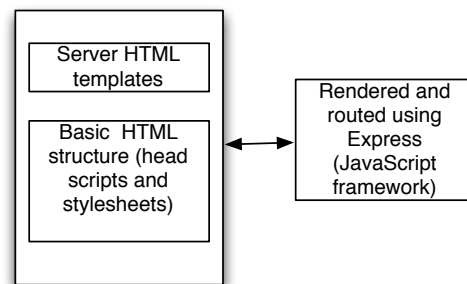 Server HTML
templates
Basic HTML
structure (head
scripts and
stylesheets)
Rendered and
routed using
Express
(JavaScript
framework)